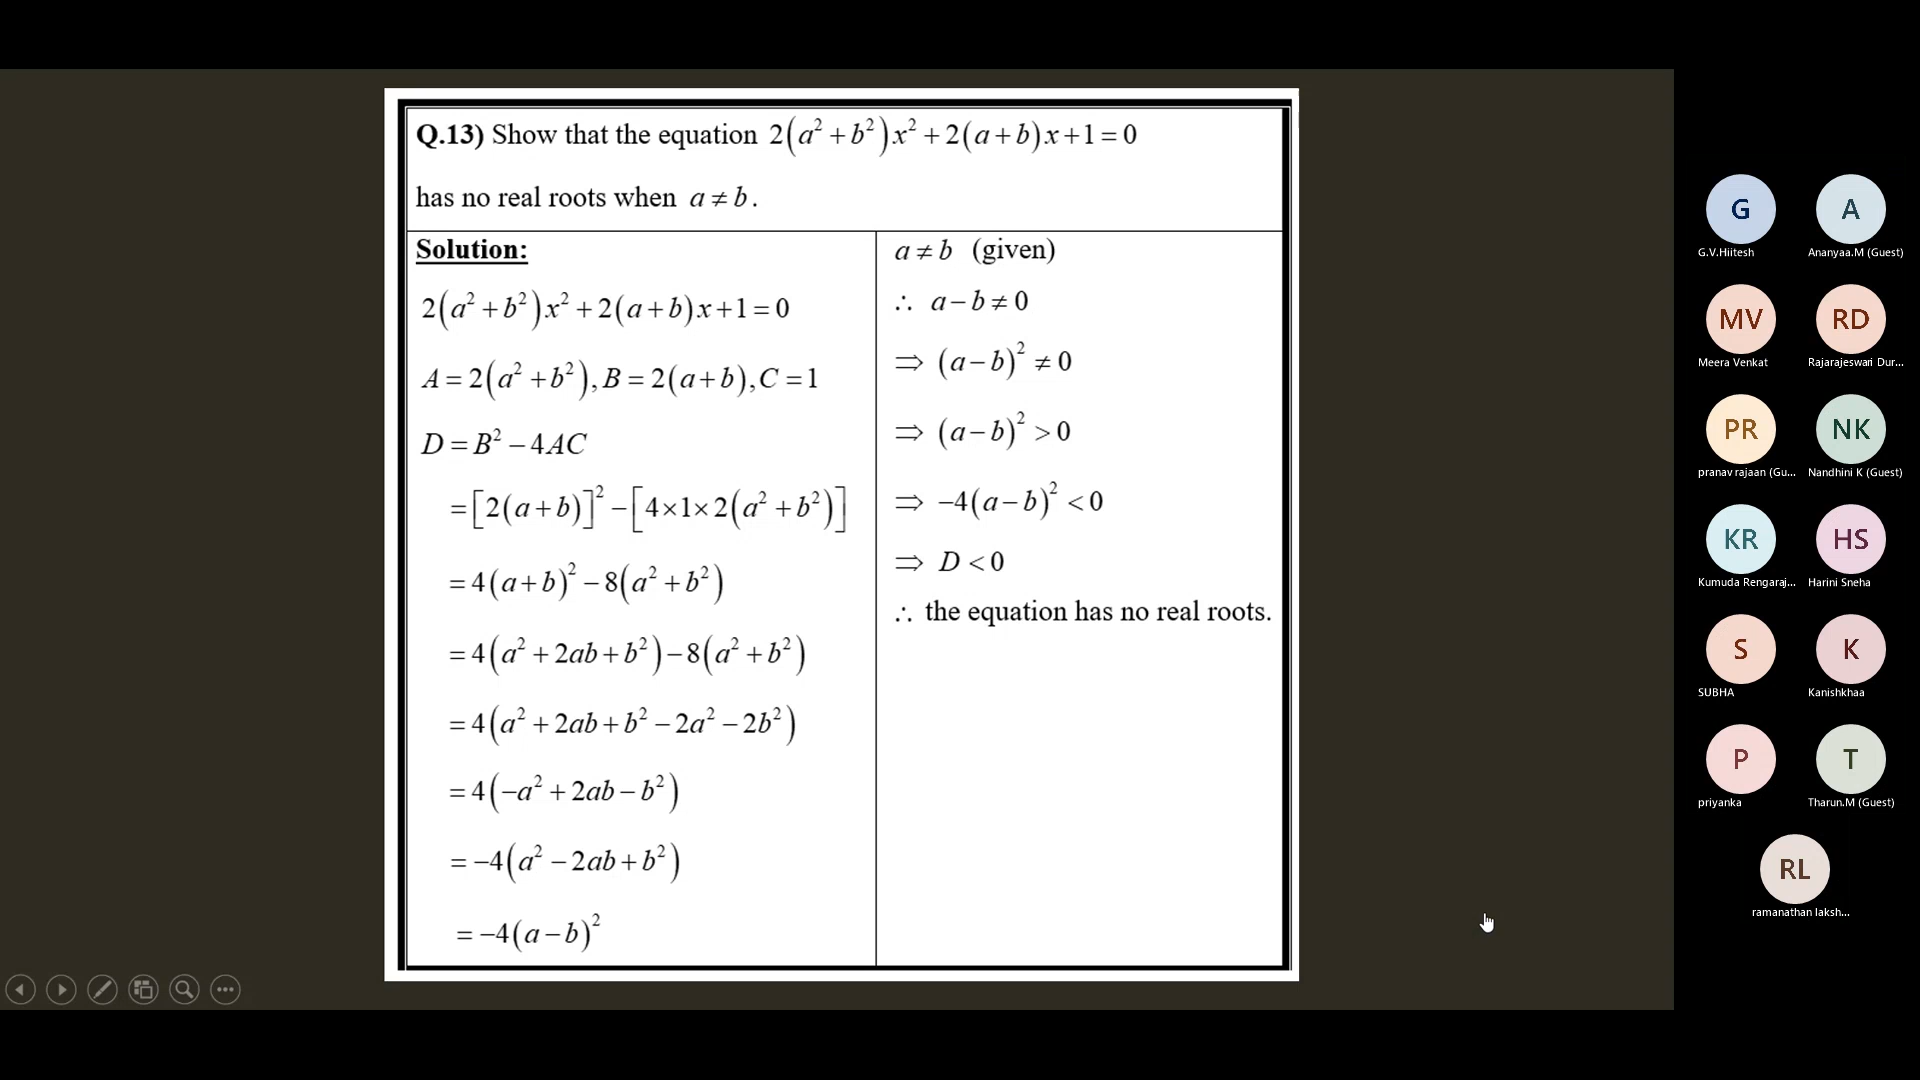 Q.13) Show that the equation 2(a² + b²)x² + 2(a+b)x+1 = 0
has no real roots when a ≠ b.
Solution:
2(a² + b²)x² + 2(a+b)x+1 = 0
A = 2(a² + b²), B = 2(a+b), C = 1
D = B² – 4AC
= [2(a+b)]² – [4×1×2(a² + b²)]
= 4(a+b)² – 8(a² + b²)
= 4(a² + 2ab + b²) – 8(a² + b²)
= 4(a² + 2ab + b² – 2a² – 2b²)
= 4(–a² + 2ab – b²)
= –4(a² – 2ab + b²)
= –4(a – b)²
a ≠ b (given)
∴ a – b ≠ 0
⇒ (a – b)² ≠ 0
⇒ (a – b)² > 0
⇒ –4(a – b)² < 0
⇒ D < 0
∴ the equation has no real roots.
G A
G.V.Hiitesh Ananyaa.M (Guest)
MV RD
Meera Venkat Rajarajeswari Dur...
PR NK
pranav rajaan (Gu... Nandhini K (Guest)
KR HS
Kumuda Rengaraj... Harini Sneha
S K
SUBHA Kanishkhaa
P T
priyanka Tharun.M (Guest)
RL
ramanathan laksh...